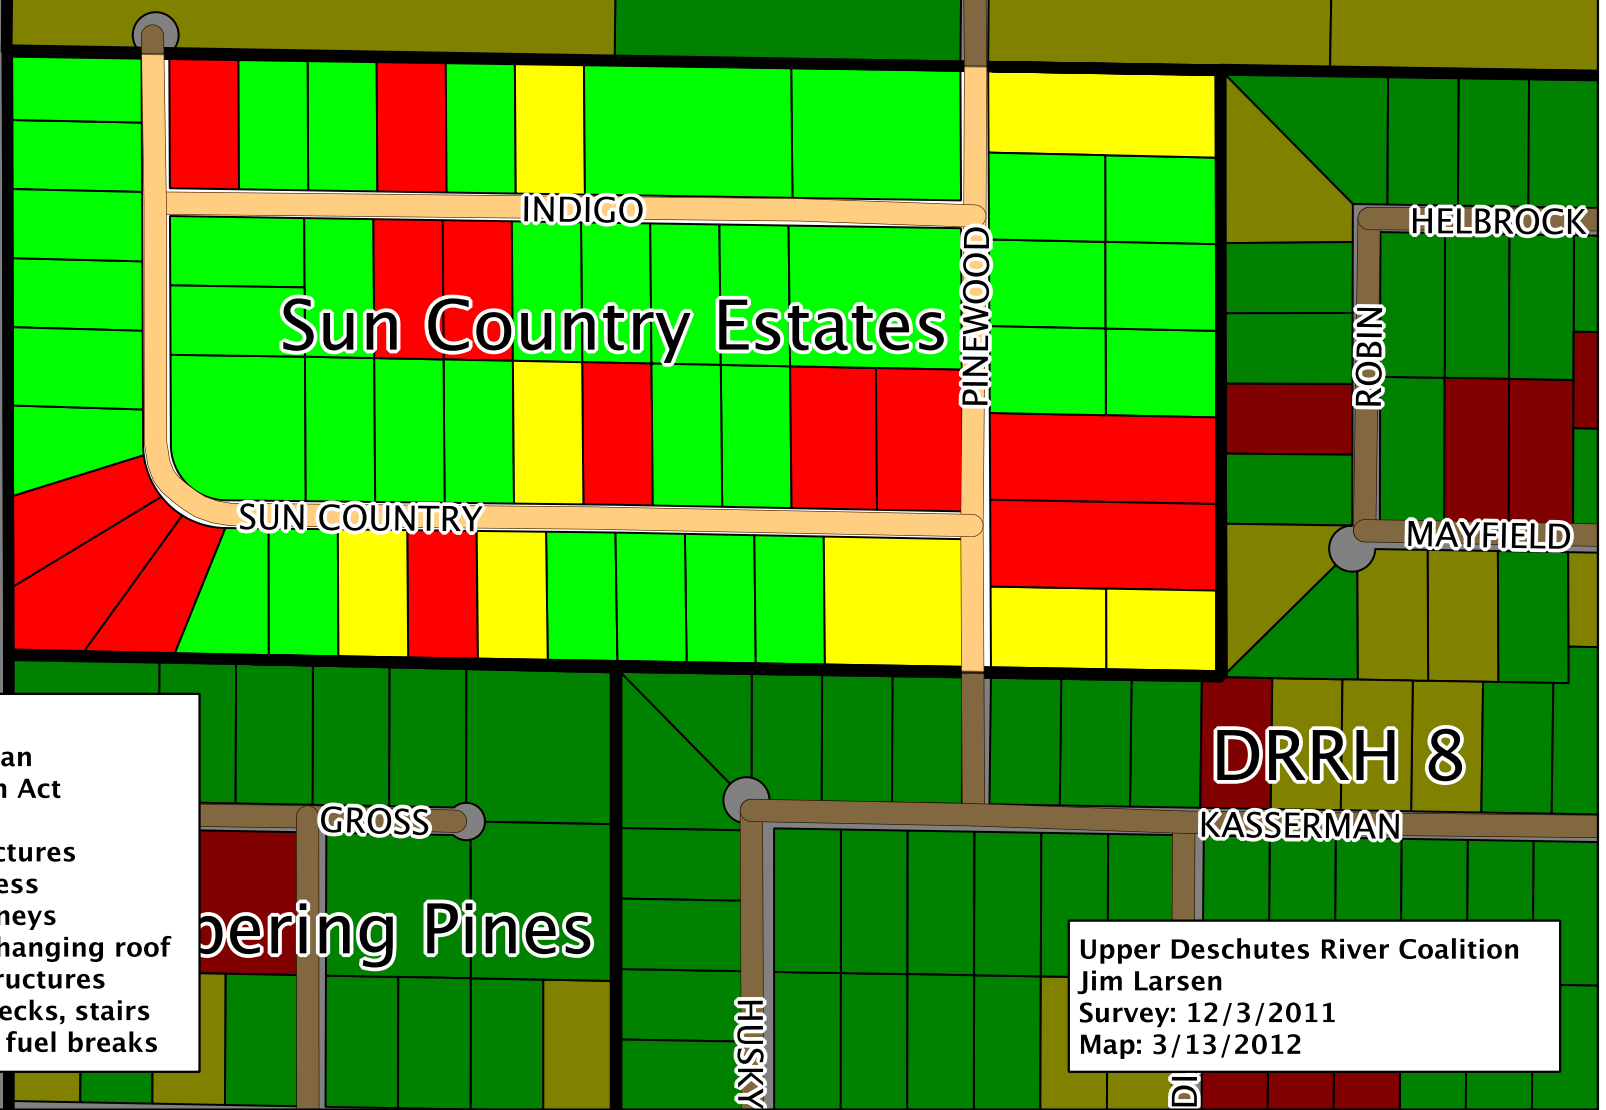 INDIGO
HELBROCK
PINEWOOD
Sun Country Estates
ROBIN
SUN COUNTRY
MAYFIELD
an
Act
ctures
ess
neys
hanging roof
ructures
ecks, stairs
fuel breaks
DRRH 8
GROSS
KASSERMAN
bering Pines
HUSKY
DI
Upper Deschutes River Coalition
Jim Larsen
Survey: 12/3/2011
Map: 3/13/2012